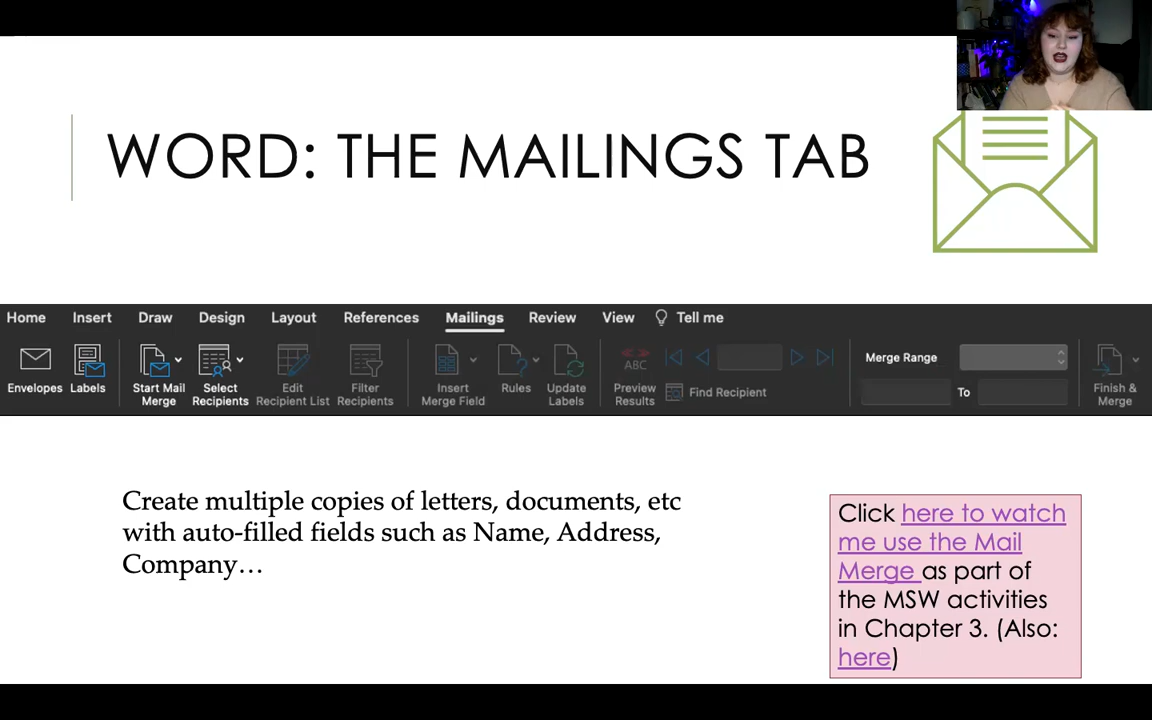 WORD: THE MAILINGS TAB
Home Insert Draw Design Layout References Mailings Review View Tell me
Envelopes
Labels
Start Mail
Merge
Select
Recipients
Edit
Recipient List
Filter
Recipients
Insert
Merge Field
Rules
Update
Labels
ABC
Preview
Results
Find Recipient
Merge Range
To
Finish &
Merge
Create multiple copies of letters, documents, etc
with auto-filled fields such as Name, Address,
Company…
Click here to watch
me use the Mail
Merge as part of
the MSW activities
in Chapter 3. (Also:
here)